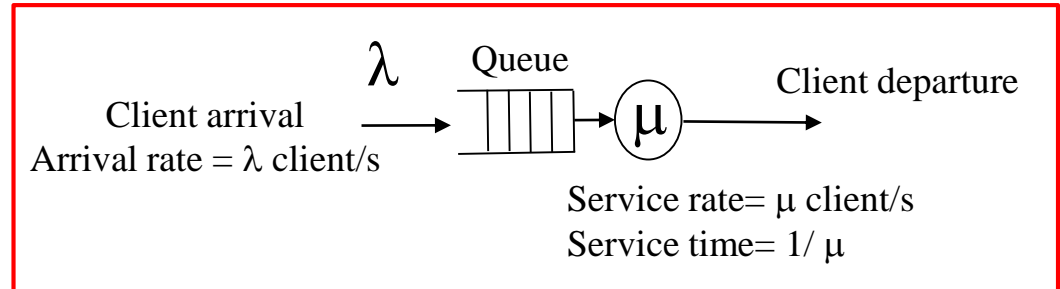 λ
Queue
Client departure
Client arrival
Arrival rate = λ client/s
μ
Service rate= μ client/s
Service time= 1/ μ